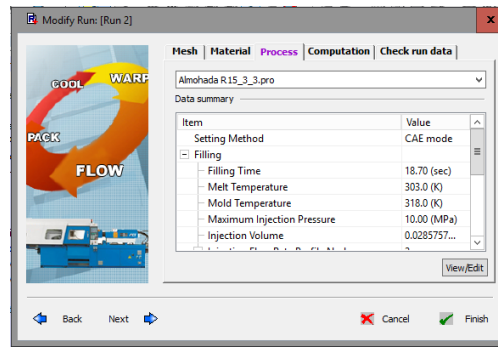 Modify Run: [Run 2]
x
COOL
WARP
PACK
FLOW
Mesh | Material | Process | Computation | Check run data |
Almohada R15_3_3.pro
Data summary
Item Value
Setting Method CAE mode
Filling
Filling Time 18.70 (sec)
Melt Temperature 303.0 (K)
Mold Temperature 318.0 (K)
Maximum Injection Pressure 10.00 (MPa)
Injection Volume 0.0285757...
View/Edit
Back Next Cancel Finish